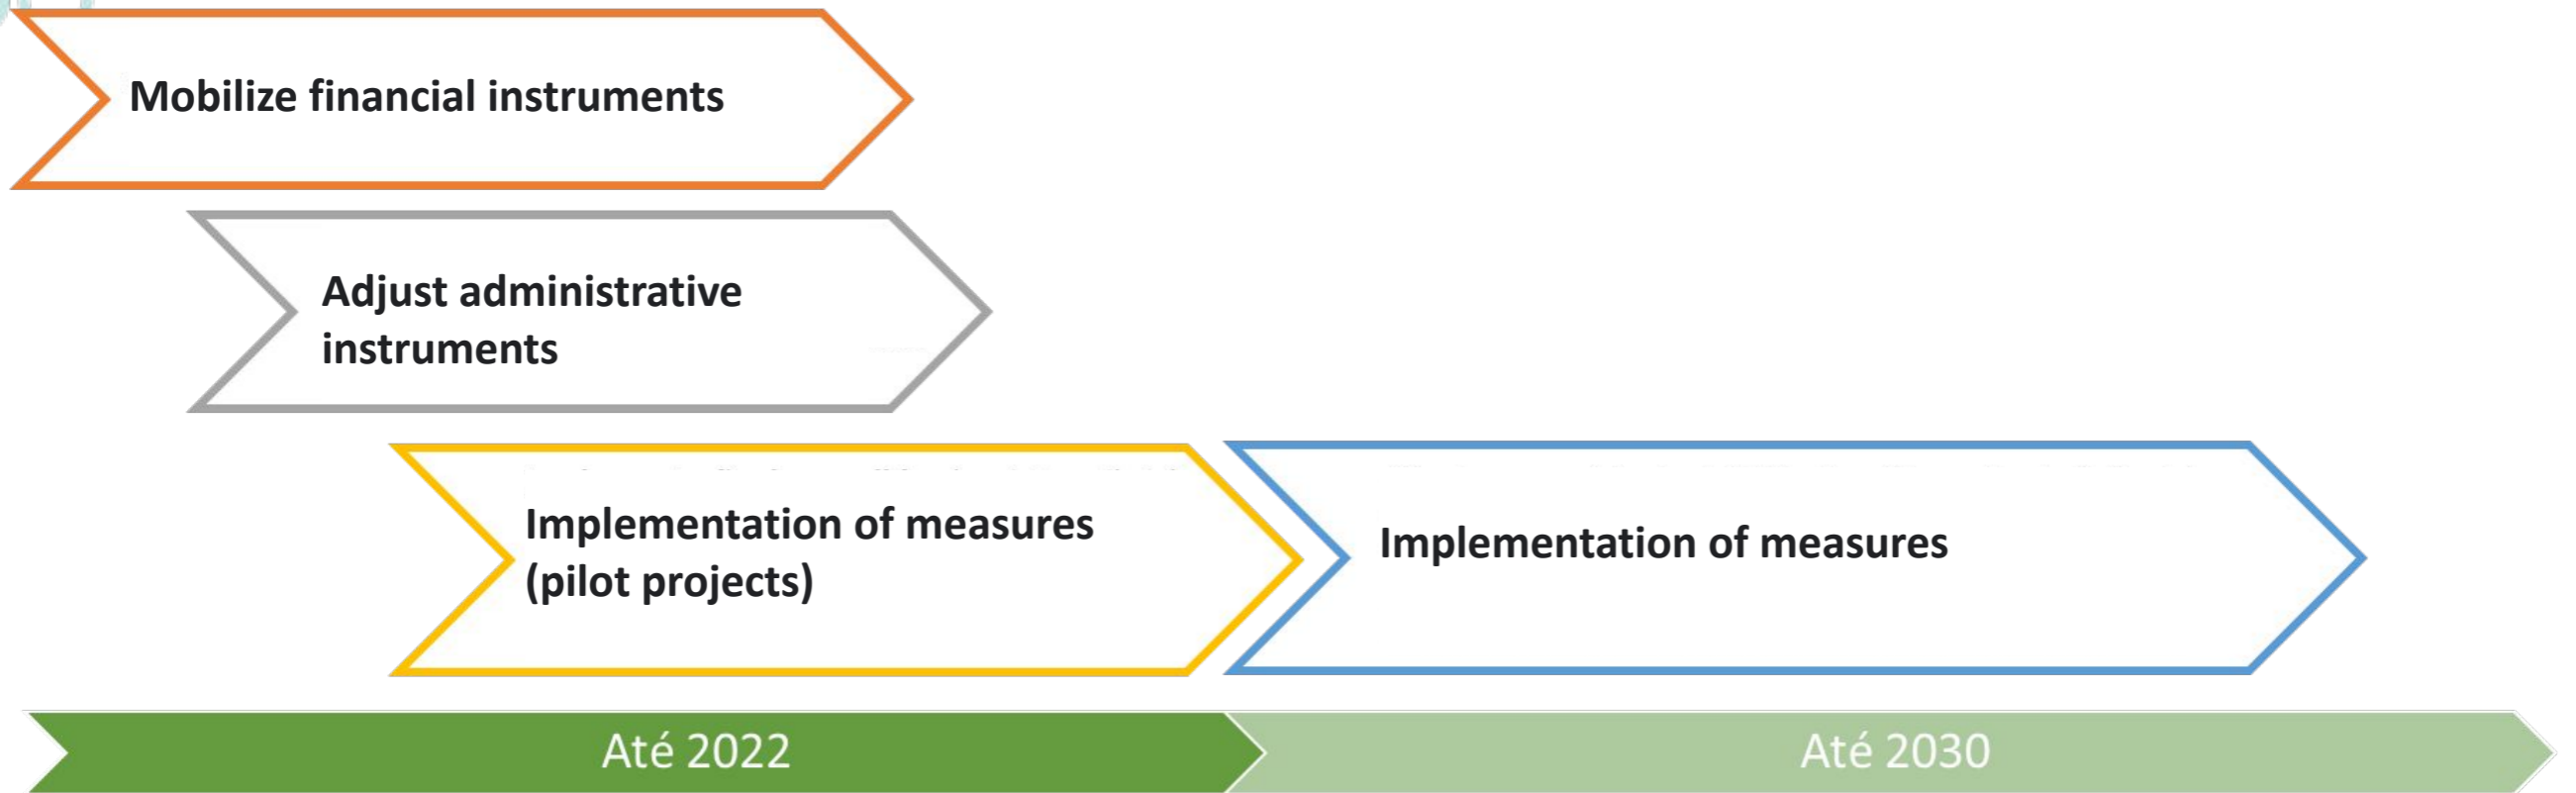 Mobilize financial instruments
Adjust administrative
instruments
Implementation of measures
(pilot projects)
Implementation of measures
Até 2022
Até 2030